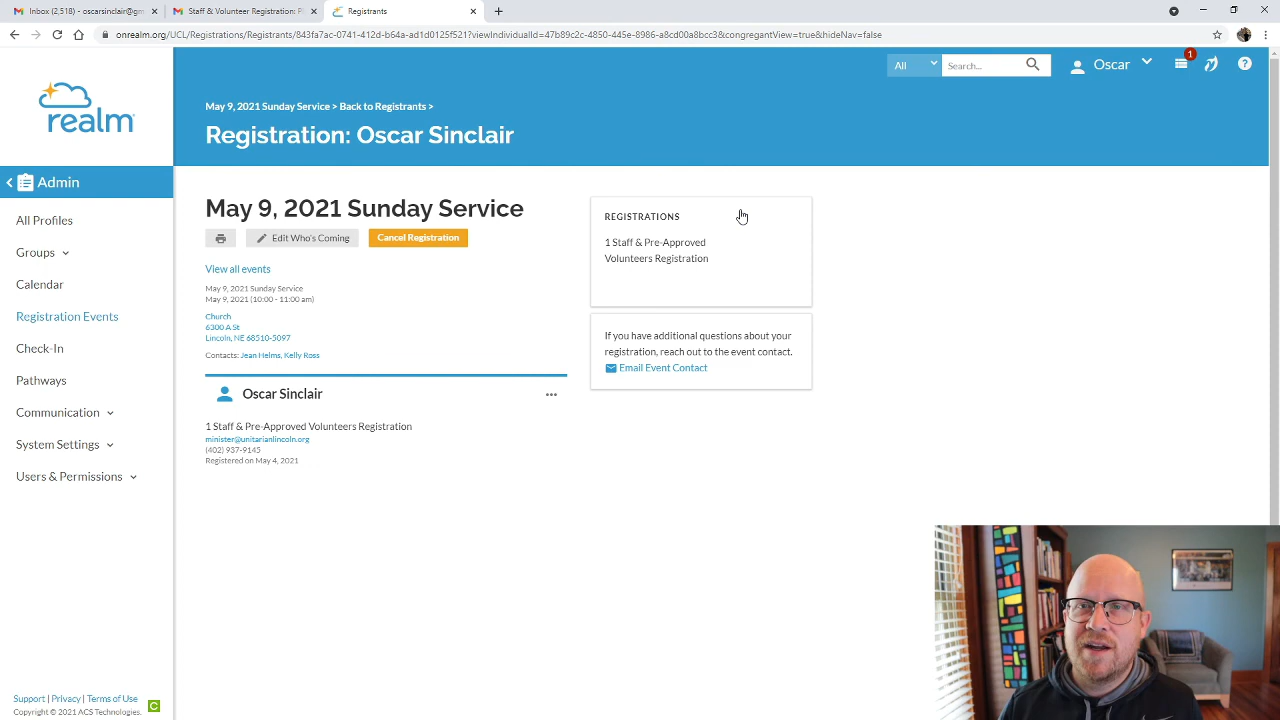 Inbox (2,518) - oscarsinclair@gm
Staff & Volunteer Registration: Pl
Registrants
onrealm.org/UCL/Registrations/Registrants/843fa7ac-0741-412d-b64a-ad1d0125f521?viewIndividualId=47b89c2c-4850-445e-8986-a8cd00a8bcc3&congregantView=true&hideNav=false
realm
All
Search...
Oscar
1
May 9, 2021 Sunday Service > Back to Registrants >
Registration: Oscar Sinclair
Admin
All Profiles
Groups
Calendar
Registration Events
Check-In
Pathways
Communication
System Settings
Users & Permissions
May 9, 2021 Sunday Service
Edit Who's Coming
Cancel Registration
View all events
May 9, 2021 Sunday Service
May 9, 2021 (10:00 - 11:00 am)
Church
6300 A St
Lincoln, NE 68510-5097
Contacts: Jean Helms, Kelly Ross
Oscar Sinclair
1 Staff & Pre-Approved Volunteers Registration
minister@unitarianlincoln.org
(402) 937-9145
Registered on May 4, 2021
REGISTRATIONS
1 Staff & Pre-Approved
Volunteers Registration
If you have additional questions about your
registration, reach out to the event contact.
Email Event Contact
Support | Privacy | Terms of Use
Copyright © 2021 ACS Technologies.
C